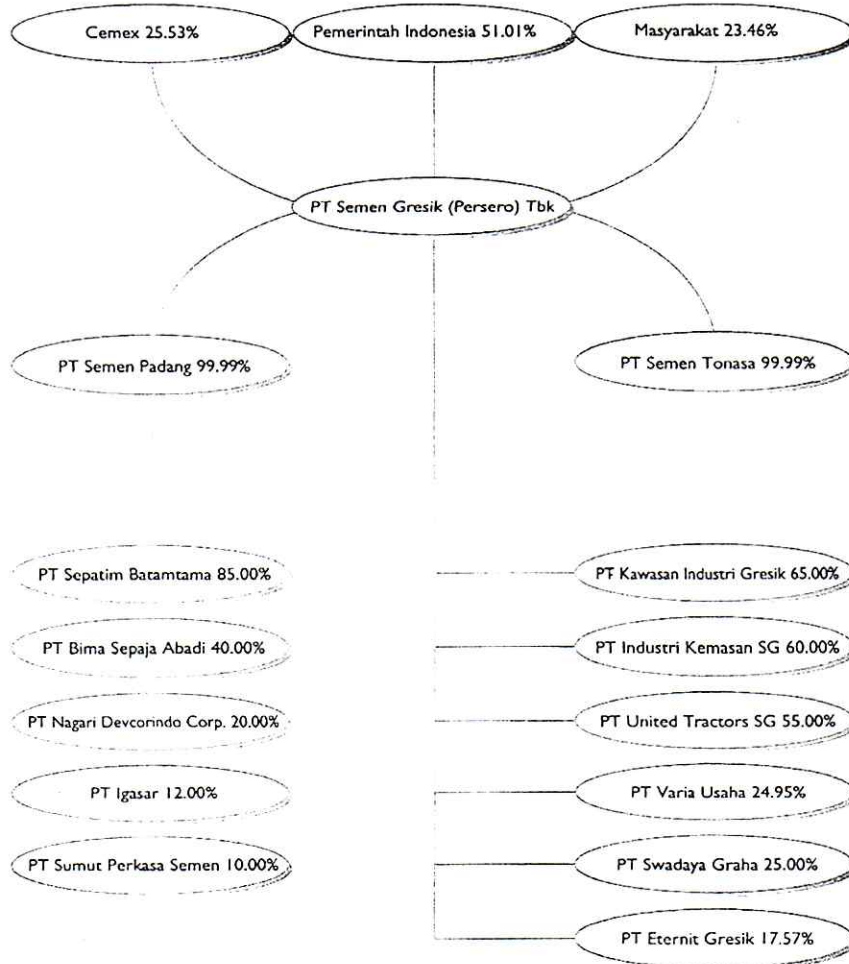 Cemex 25.53%
Pemerintah Indonesia 51.01%
Masyarakat 23.46%
PT Semen Gresik (Persero) Tbk
PT Semen Padang 99.99%
PT Semen Tonasa 99.99%
PT Sepatim Batamtama 85.00%
PT Bima Sepaja Abadi 40.00%
PT Nagari Devcorindo Corp. 20.00%
PT Igasar 12.00%
PT Sumut Perkasa Semen 10.00%
PT Kawasan Industri Gresik 65.00%
PT Industri Kemasan SG 60.00%
PT United Tractors SG 55.00%
PT Varia Usaha 24.95%
PT Swadaya Graha 25.00%
PT Eternit Gresik 17.57%